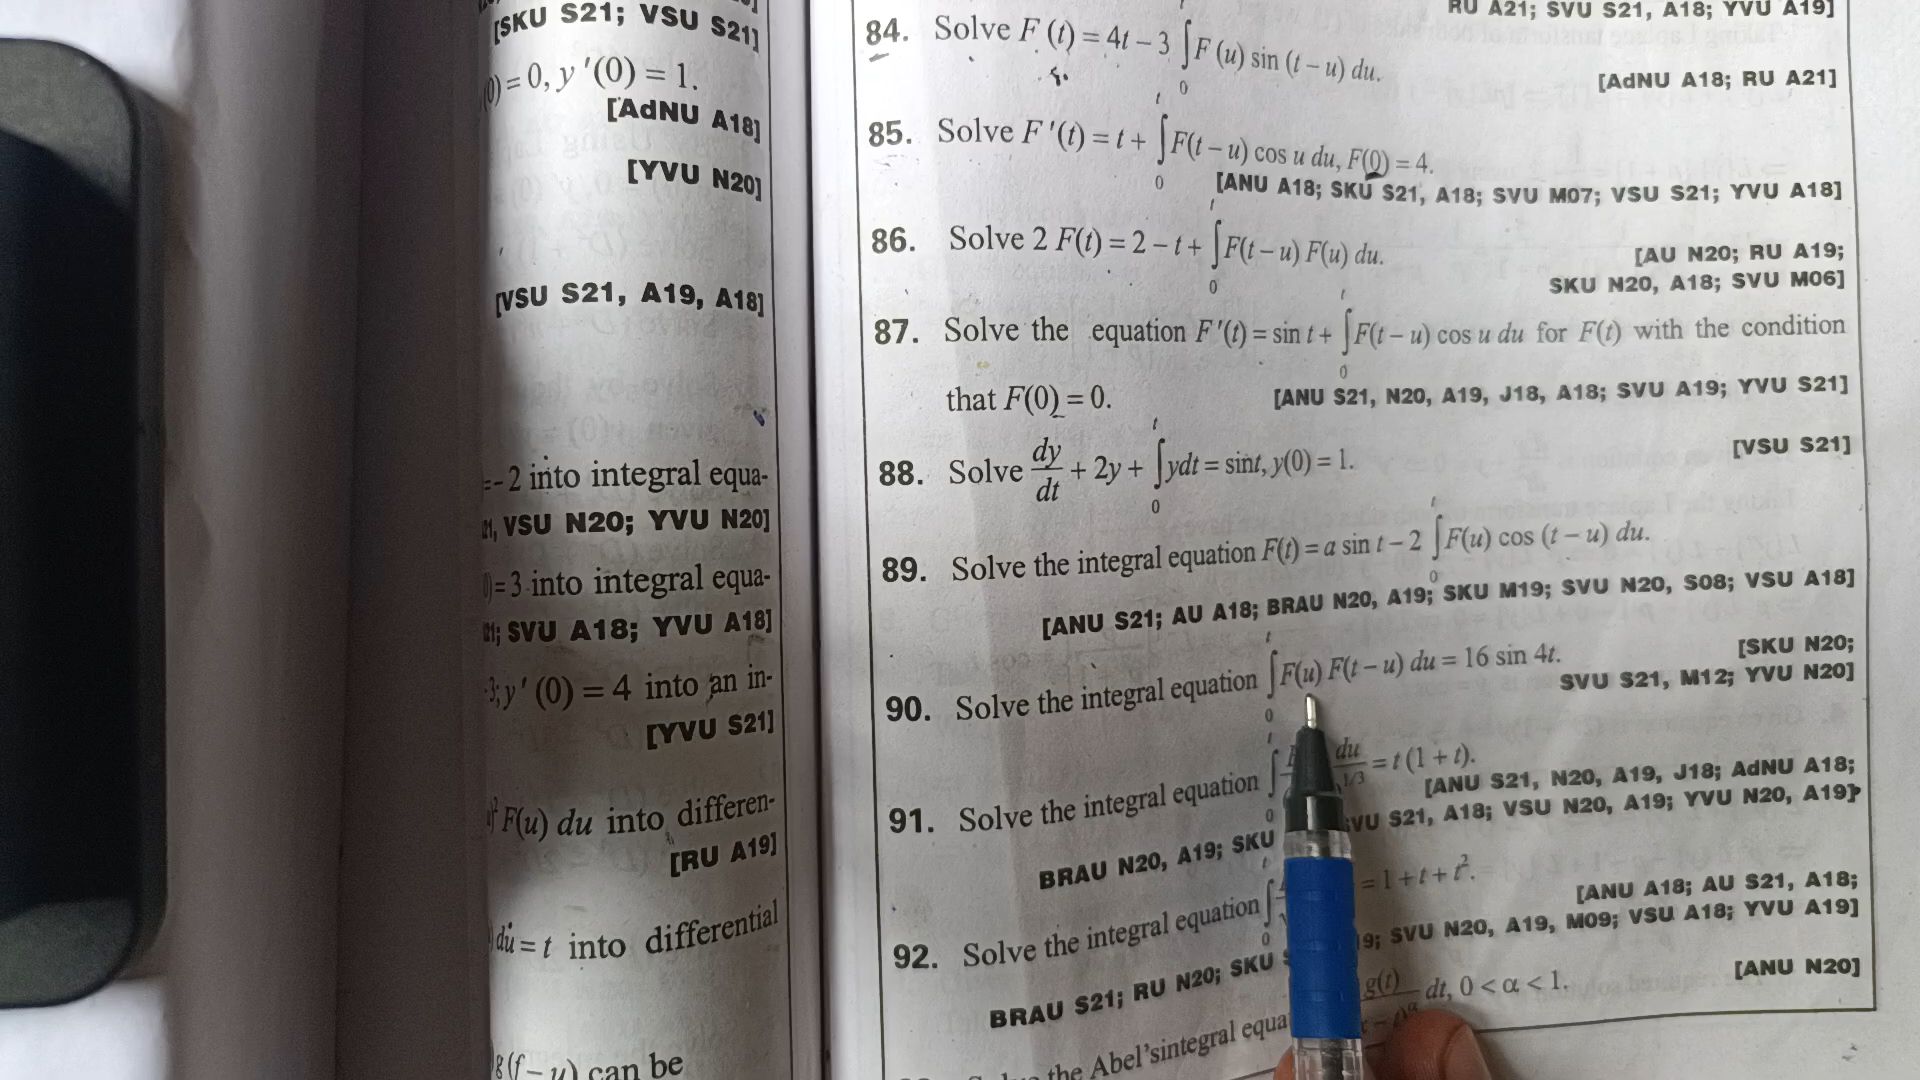 [SKU S21; VSU S21]
(0) = 0, y '(0) = 1.
[AdNU A18]
[YVU N20]
[VSU S21, A19, A18]
=-2 into integral equa-
21, VSU N20; YVU N20]
)=3 into integral equa-
SVU A18; YVU A18]
3; y' (0) = 4 into an in-
[YVU S21]
F(u) du into differen-
[RU A19]
du = t into differential
can be
RU A21; SVU S21, A18; YVU A19]
84. Solve F (t) = 4t – 3 ∫₀ᵗ F (u) sin (t – u) du.
[AdNU A18; RU A21]
85. Solve F '(t) = t + ∫₀ᵗ F(t – u) cos u du, F(0) = 4.
[ANU A18; SKU S21, A18; SVU M07; VSU S21; YVU A18]
86. Solve 2 F(t) = 2 – t + ∫₀ᵗ F(t – u) F(u) du.
[AU N20; RU A19;
SKU N20, A18; SVU M06]
87. Solve the equation F '(t) = sin t + ∫₀ᵗ F(t – u) cos u du for F(t) with the condition
that F(0) = 0.
[ANU S21, N20, A19, J18, A18; SVU A19; YVU S21]
88. Solve dy/dt + 2y + ∫₀ᵗ ydt = sint, y(0) = 1.
[VSU S21]
89. Solve the integral equation F(t) = a sin t – 2 ∫₀ᵗ F(u) cos (t – u) du.
[ANU S21; AU A18; BRAU N20, A19; SKU M19; SVU N20, S08; VSU A18]
90. Solve the integral equation ∫₀ᵗ F(u) F(t – u) du = 16 sin 4t.
[SKU N20;
SVU S21, M12; YVU N20]
91. Solve the integral equation ∫₀ᵗ du 1/3 = t (1 + t).
[ANU S21, N20, A19, J18; AdNU A18;
BRAU N20, A19; SKU VU S21, A18; VSU N20, A19; YVU N20, A19]
92. Solve the integral equation ∫₀ᵗ = 1 + t + t².
[ANU A18; AU S21, A18;
BRAU S21; RU N20; SKU 9; SVU N20, A19, M09; VSU A18; YVU A19]
the Abel'sintegral equa g(t) dt, 0 < α < 1.
[ANU N20]